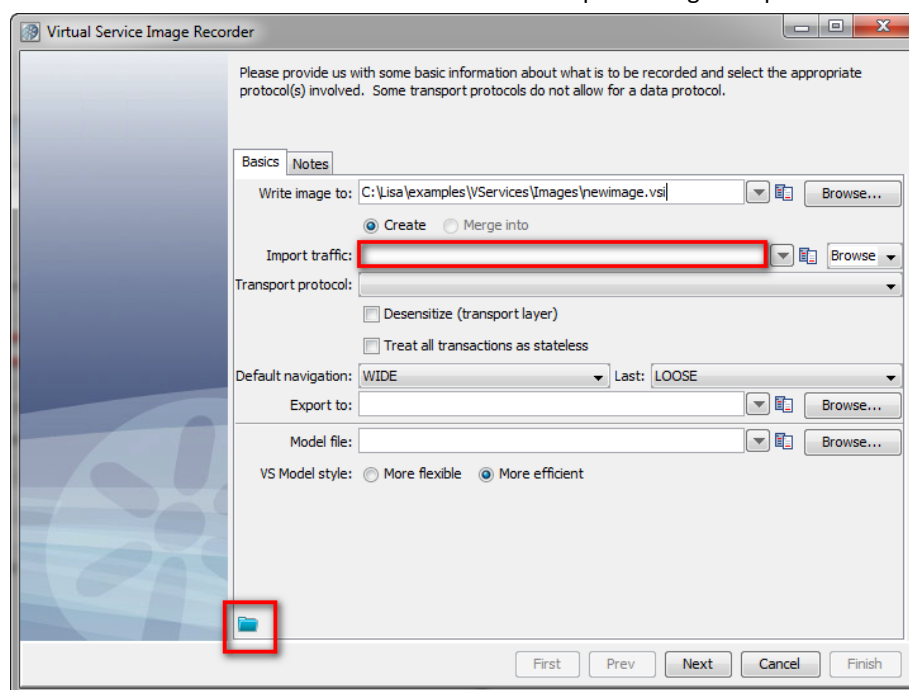 Virtual Service Image Recorder
Please provide us with some basic information about what is to be recorded and select the appropriate
protocol(s) involved. Some transport protocols do not allow for a data protocol.
Basics Notes
Write image to: C:\Lisa\examples\VServices\Images\newimage.vsi Browse...
Create Merge into
Import traffic: Browse
Transport protocol:
Desensitize (transport layer)
Treat all transactions as stateless
Default navigation: WIDE Last: LOOSE
Export to: Browse...
Model file: Browse...
VS Model style: More flexible More efficient
First Prev Next Cancel Finish